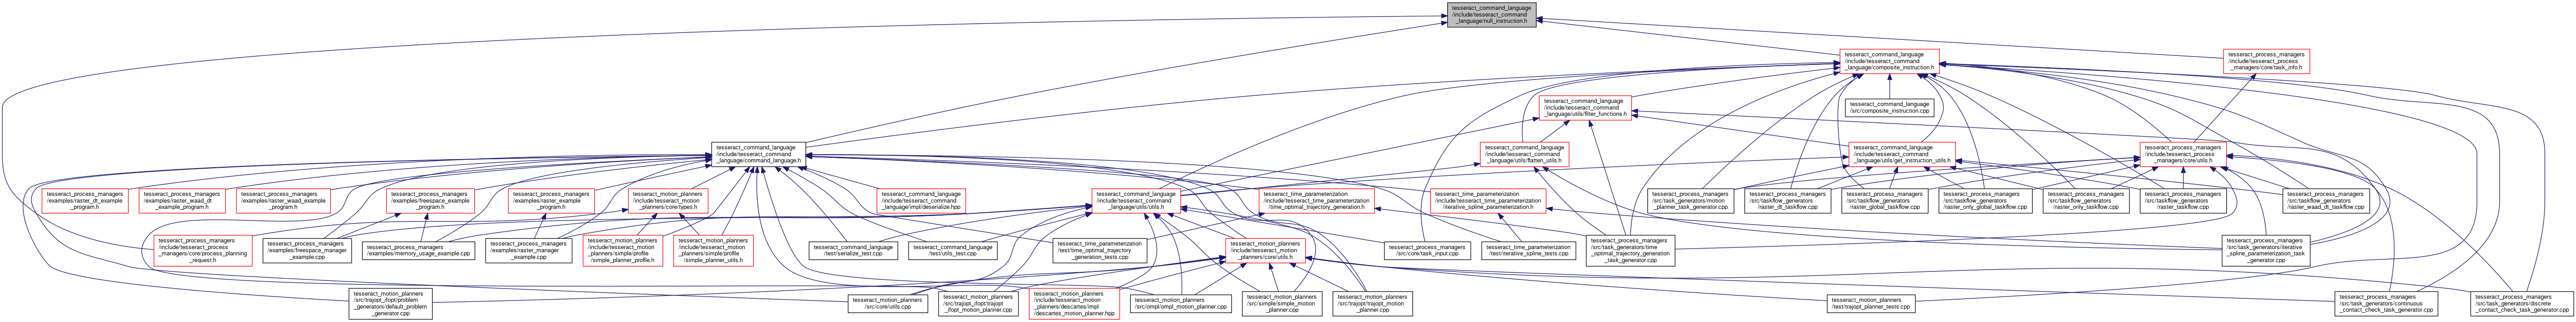 tesseract_command_language
/include/tesseract_command
_language/null_instruction.h
tesseract_command_language
/include/tesseract_command
_language/composite_instruction.h
tesseract_process_managers
/include/tesseract_process
_managers/core/task_info.h
tesseract_command_language
/include/tesseract_command
_language/utils/filter_functions.h
tesseract_command_language
/src/composite_instruction.cpp
tesseract_command_language
/include/tesseract_command
_language/command_language.h
tesseract_command_language
/include/tesseract_command
_language/utils/flatten_utils.h
tesseract_command_language
/include/tesseract_command
_language/utils/get_instruction_utils.h
tesseract_process_managers
/include/tesseract_process
_managers/core/utils.h
tesseract_process_managers
/examples/raster_dt_example
_program.h
tesseract_process_managers
/examples/raster_waad_dt
_example_program.h
tesseract_process_managers
/examples/raster_waad_example
_program.h
tesseract_process_managers
/examples/freespace_example
_program.h
tesseract_process_managers
/examples/raster_example
_program.h
tesseract_motion_planners
/include/tesseract_motion
_planners/core/types.h
tesseract_command_language
/include/tesseract_command
_language/impl/deserialize.hpp
tesseract_command_language
/include/tesseract_command
_language/utils/utils.h
tesseract_time_parameterization
/include/tesseract_time_parameterization
/time_optimal_trajectory_generation.h
tesseract_time_parameterization
/include/tesseract_time_parameterization
/iterative_spline_parameterization.h
tesseract_process_managers
/src/task_generators/motion
_planner_task_generator.cpp
tesseract_process_managers
/src/taskflow_generators
/raster_dt_taskflow.cpp
tesseract_process_managers
/src/taskflow_generators
/raster_global_taskflow.cpp
tesseract_process_managers
/src/taskflow_generators
/raster_only_global_taskflow.cpp
tesseract_process_managers
/src/taskflow_generators
/raster_only_taskflow.cpp
tesseract_process_managers
/src/taskflow_generators
/raster_taskflow.cpp
tesseract_process_managers
/src/taskflow_generators
/raster_waad_dt_taskflow.cpp
tesseract_process_managers
/include/tesseract_process
_managers/core/process_planning
_request.h
tesseract_process_managers
/examples/freespace_manager
_example.cpp
tesseract_process_managers
/examples/memory_usage_example.cpp
tesseract_process_managers
/examples/raster_manager
_example.cpp
tesseract_motion_planners
/include/tesseract_motion
_planners/simple/profile
/simple_planner_profile.h
tesseract_motion_planners
/include/tesseract_motion
_planners/simple/profile
/simple_planner_utils.h
tesseract_command_language
/test/serialize_test.cpp
tesseract_command_language
/test/utils_test.cpp
tesseract_time_parameterization
/test/time_optimal_trajectory
_generation_tests.cpp
tesseract_motion_planners
/include/tesseract_motion
_planners/core/utils.h
tesseract_process_managers
/src/core/task_input.cpp
tesseract_time_parameterization
/test/iterative_spline_tests.cpp
tesseract_process_managers
/src/task_generators/time
_optimal_trajectory_generation
_task_generator.cpp
tesseract_process_managers
/src/task_generators/iterative
_spline_parameterization_task
_generator.cpp
tesseract_motion_planners
/src/trajopt_ifopt/problem
_generators/default_problem
_generator.cpp
tesseract_motion_planners
/src/core/utils.cpp
tesseract_motion_planners
/src/trajopt_ifopt/trajopt
_ifopt_motion_planner.cpp
tesseract_motion_planners
/include/tesseract_motion
_planners/descartes/impl
/descartes_motion_planner.hpp
tesseract_motion_planners
/src/ompl/ompl_motion_planner.cpp
tesseract_motion_planners
/src/simple/simple_motion
_planner.cpp
tesseract_motion_planners
/src/trajopt/trajopt_motion
_planner.cpp
tesseract_motion_planners
/test/trajopt_planner_tests.cpp
tesseract_process_managers
/src/task_generators/continuous
_contact_check_task_generator.cpp
tesseract_process_managers
/src/task_generators/discrete
_contact_check_task_generator.cpp